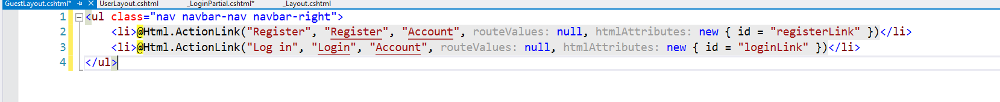 GuestLayout.cshtml* UserLayout.cshtml _LoginPartial.cshtml* _Layout.cshtml
1 <ul class="nav navbar-nav navbar-right">
2 <li>@Html.ActionLink("Register", "Register", "Account", routeValues: null, htmlAttributes: new { id = "registerLink" })</li>
3 <li>@Html.ActionLink("Log in", "Login", "Account", routeValues: null, htmlAttributes: new { id = "loginLink" })</li>
4 </ul>